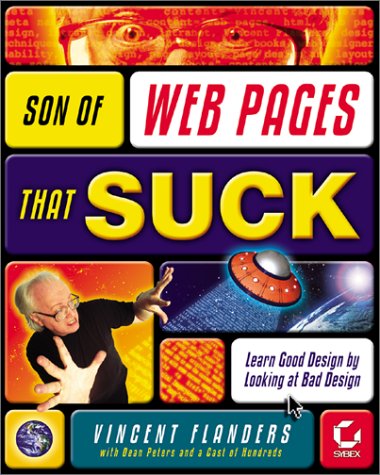 SON OF
WEB PAGES
THAT SUCK
Learn Good Design by
Looking at Bad Design
VINCENT FLANDERS
with Dean Peters and a Cast of Hundreds
SYBEX